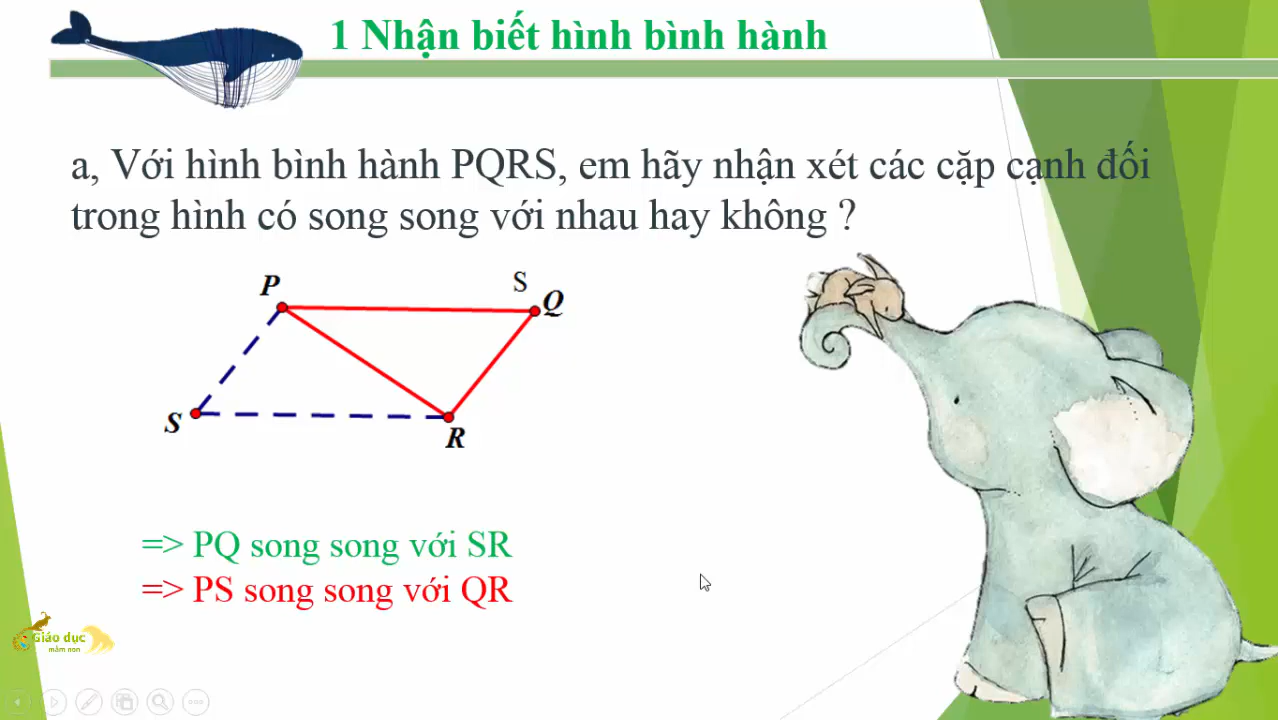 1 Nhận biết hình bình hành
a, Với hình bình hành PQRS, em hãy nhận xét các cặp cạnh đối
trong hình có song song với nhau hay không ?
P
S
Q
S
R
=> PQ song song với SR
=> PS song song với QR
Giáo dục
mầm non